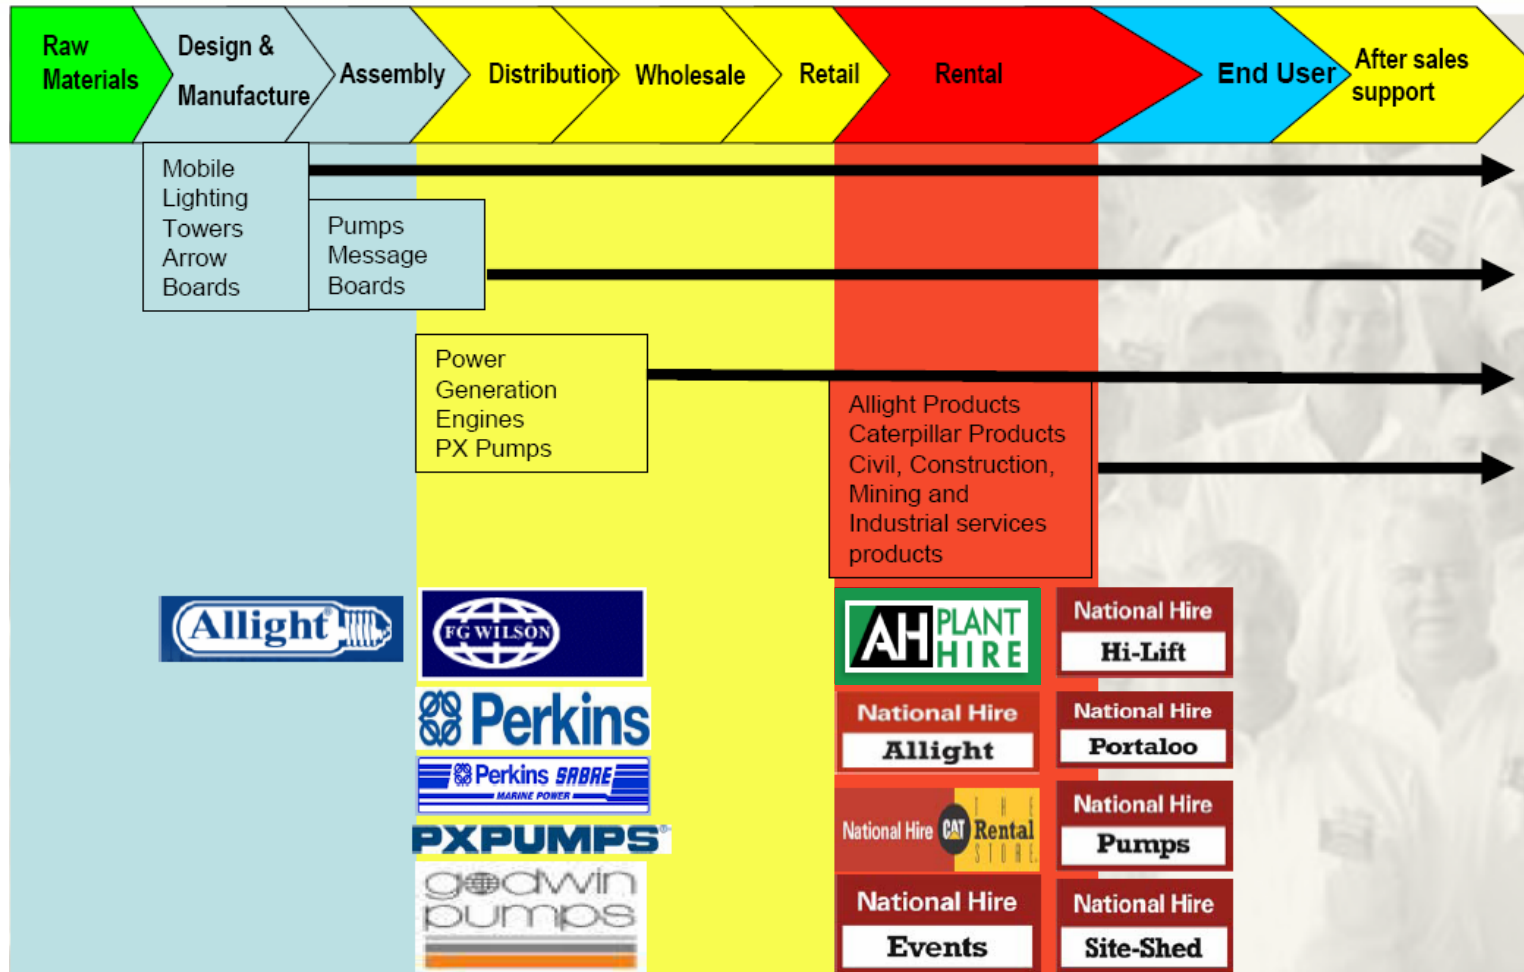 Raw
Materials
Design &
Manufacture
Assembly
Distribution
Wholesale
Retail
Rental
End User
After sales
support
Mobile
Lighting
Towers
Arrow
Boards
Pumps
Message
Boards
Power
Generation
Engines
PX Pumps
Allight Products
Caterpillar Products
Civil, Construction,
Mining and
Industrial services
products
Allight®
FG WILSON
Perkins
Perkins SABRE
MARINE POWER
PXPUMPS®
godwin
pumps
AH PLANT
HIRE
National Hire
Allight
National Hire CAT THE
Rental
STORE
National Hire
Events
National Hire
Hi-Lift
National Hire
Portaloo
National Hire
Pumps
National Hire
Site-Shed